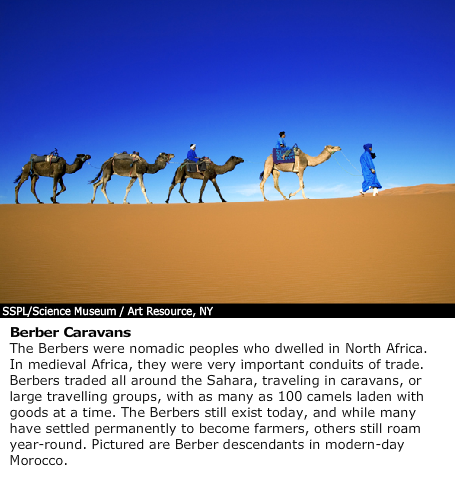 SSPL/Science Museum / Art Resource, NY
Berber Caravans
The Berbers were nomadic peoples who dwelled in North Africa.
In medieval Africa, they were very important conduits of trade.
Berbers traded all around the Sahara, traveling in caravans, or
large travelling groups, with as many as 100 camels laden with
goods at a time. The Berbers still exist today, and while many
have settled permanently to become farmers, others still roam
year-round. Pictured are Berber descendants in modern-day
Morocco.